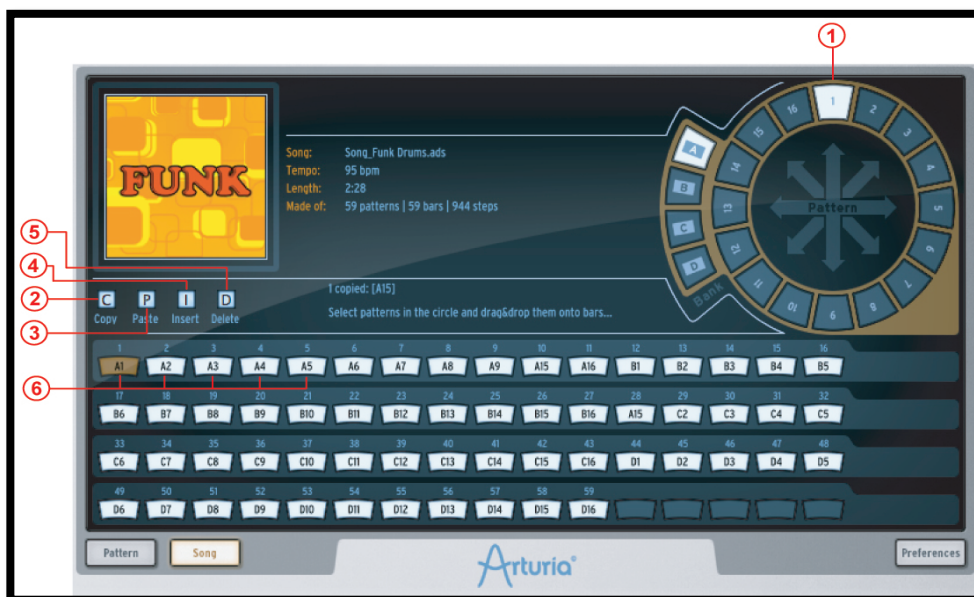 1
FUNK
Song: Song_Funk Drums.ads
Tempo: 95 bpm
Length: 2:28
Made of: 59 patterns | 59 bars | 944 steps
A
B
C
D
Bank
1
2
3
4
5
6
7
8
9
10
11
12
13
14
15
16
Pattern
5
4
2
3
6
C P I D
Copy Paste Insert Delete
1 copied: [A15]
Select patterns in the circle and drag&drop them onto bars...
1 2 3 4 5 6 7 8 9 10 11 12 13 14 15 16
A1 A2 A3 A4 A5 A6 A7 A8 A9 A15 A16 B1 B2 B3 B4 B5
17 18 19 20 21 22 23 24 25 26 27 28 29 30 31 32
B6 B7 B8 B9 B10 B11 B12 B13 B14 B15 B16 A15 C2 C3 C4 C5
33 34 35 36 37 38 39 40 41 42 43 44 45 46 47 48
C6 C7 C8 C9 C10 C11 C12 C13 C14 C15 C16 D1 D2 D3 D4 D5
49 50 51 52 53 54 55 56 57 58 59
D6 D7 D8 D9 D10 D11 D12 D13 D14 D15 D16
Pattern Song
Arturia©
Preferences